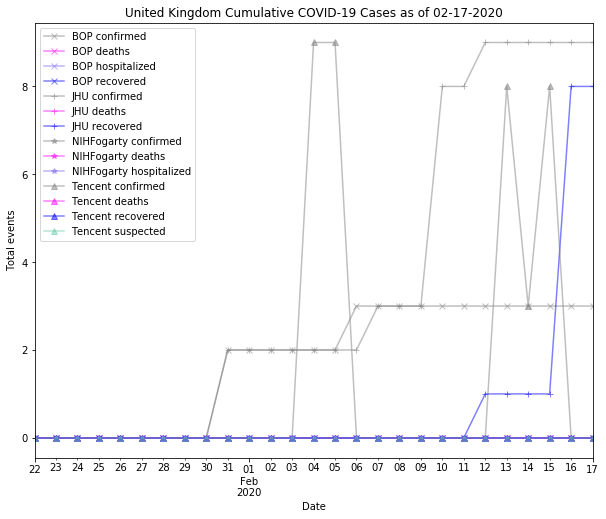 United Kingdom Cumulative COVID-19 Cases as of 02-17-2020
BOP confirmed
BOP deaths
BOP hospitalized
BOP recovered
JHU confirmed
JHU deaths
JHU recovered
NIHFogarty confirmed
NIHFogarty deaths
NIHFogarty hospitalized
Tencent confirmed
Tencent deaths
Tencent recovered
Tencent suspected
Total events
8
6
4
2
0
22 23 24 25 26 27 28 29 30 31 01 02 03 04 05 06 07 08 09 10 11 12 13 14 15 16 17
Feb
2020
Date